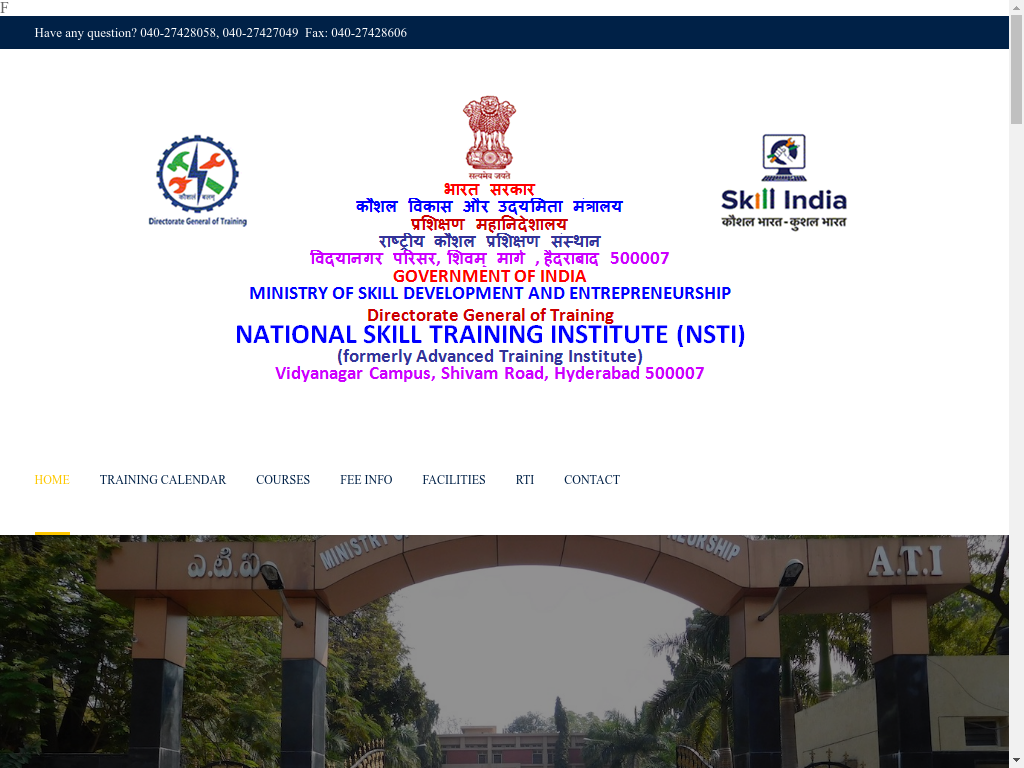 F
Have any question? 040-27428058, 040-27427049 Fax: 040-27428606
सत्यमेव जयते
भारत सरकार
कौशल विकास और उद्यमिता मंत्रालय
प्रशिक्षण महानिदेशालय
राष्ट्रीय कौशल प्रशिक्षण संस्थान
विद्यानगर परिसर, शिवम् मार्ग , हैदराबाद 500007
GOVERNMENT OF INDIA
MINISTRY OF SKILL DEVELOPMENT AND ENTREPRENEURSHIP
Directorate General of Training
NATIONAL SKILL TRAINING INSTITUTE (NSTI)
(formerly Advanced Training Institute)
Vidyanagar Campus, Shivam Road, Hyderabad 500007
कौशलं बलम्
Directorate General of Training
Skill India
कौशल भारत - कुशल भारत
HOME TRAINING CALENDAR COURSES FEE INFO FACILITIES RTI CONTACT
ఎ.టి.ఐ
MINISTRY
A.T.I